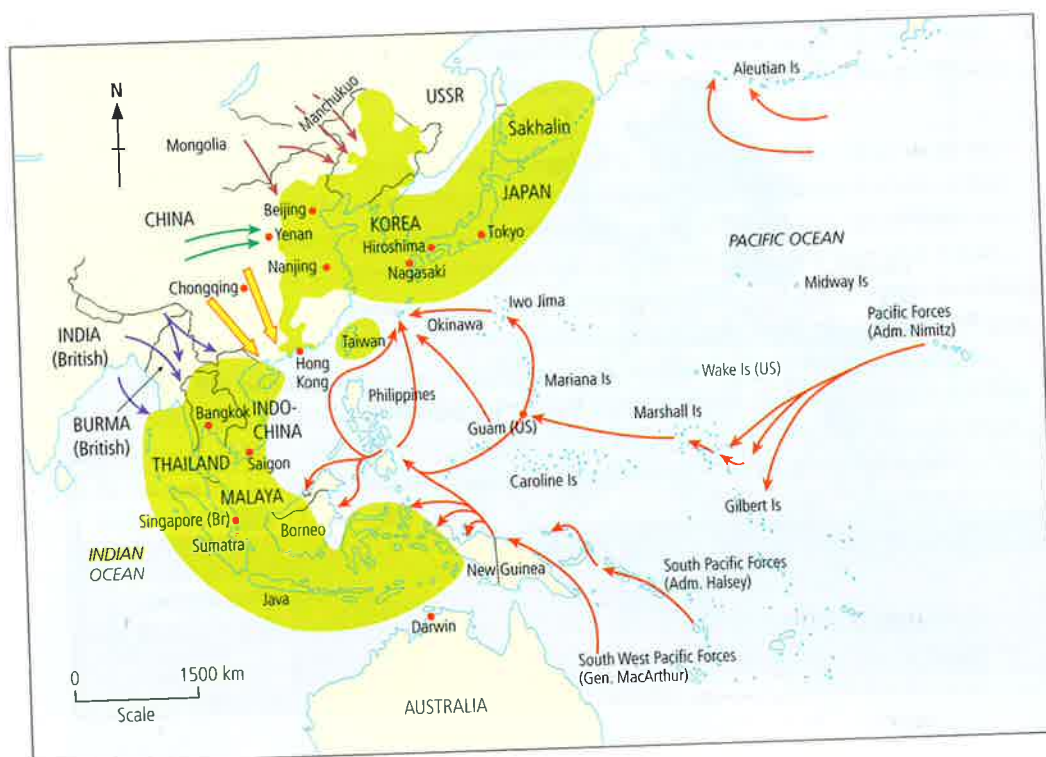 Aleutian Is
N
USSR
Manchukuo
Mongolia
Sakhalin
CHINA
JAPAN
Beijing
KOREA
Yenan
Hiroshima
Tokyo
PACIFIC OCEAN
Nanjing
Nagasaki
Midway Is
Chongqing
Iwo Jima
Pacific Forces
(Adm. Nimitz)
Okinawa
INDIA
(British)
Taiwan
Hong
Kong
Wake Is (US)
Philippines
Mariana Is
Marshall Is
BURMA
(British)
Bangkok
INDO-
CHINA
Guam (US)
THAILAND
Saigon
Caroline Is
MALAYA
Gilbert Is
Singapore (Br)
Borneo
Sumatra
INDIAN
OCEAN
New Guinea
South Pacific Forces
(Adm. Halsey)
Java
Darwin
South West Pacific Forces
(Gen. MacArthur)
0 1500 km
Scale
AUSTRALIA